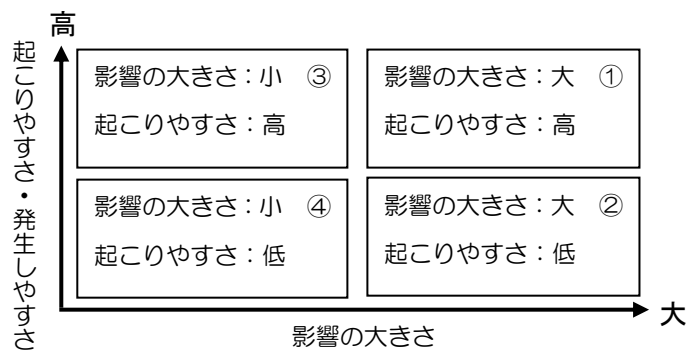 高
起こりやすさ・発生しやすさ
影響の大きさ：小 ③
起こりやすさ：高
影響の大きさ：大 ①
起こりやすさ：高
影響の大きさ：小 ④
起こりやすさ：低
影響の大きさ：大 ②
起こりやすさ：低
大
影響の大きさ